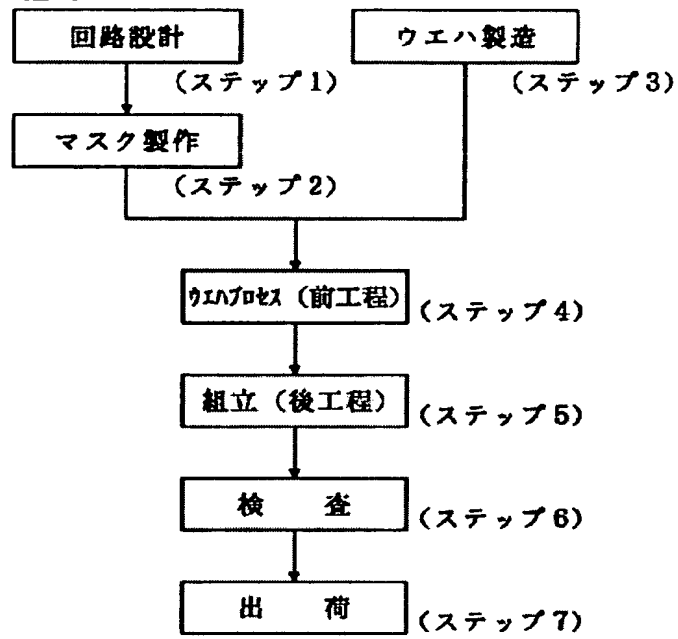 回路設計
(ステップ1)
ウエハ製造
(ステップ3)
マスク製作
(ステップ2)
ウエハプロセス(前工程)
(ステップ4)
組立(後工程)
(ステップ5)
検 査
(ステップ6)
出 荷
(ステップ7)